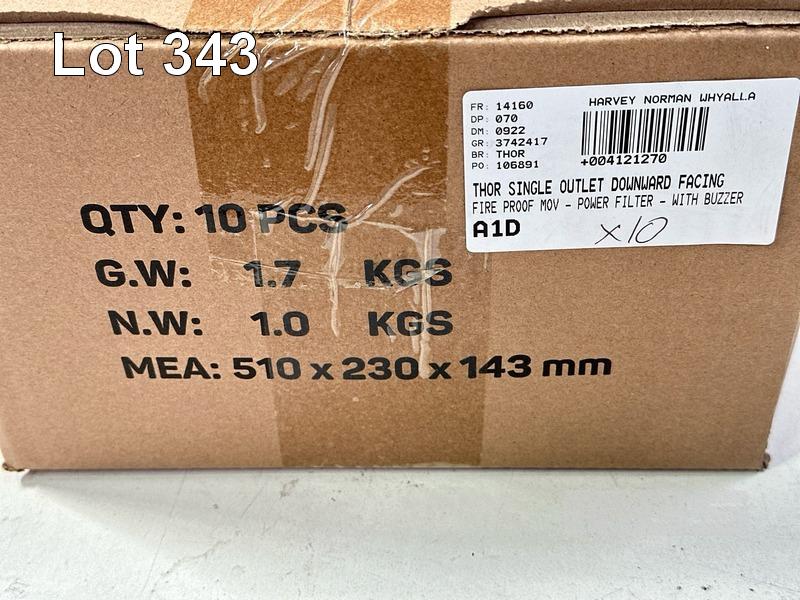 Lot 343
FR: 14160
HARVEY NORMAN WHYALLA
DP: 070
DM: 0922
GR: 3742417
BR: THOR
PO: 106891
+004121270
THOR SINGLE OUTLET DOWNWARD FACING
FIRE PROOF MOV - POWER FILTER - WITH BUZZER
A1D
x10
QTY: 10 PCS
G.W: 1.7 KGS
N.W: 1.0 KGS
MEA: 510 x 230 x 143 mm